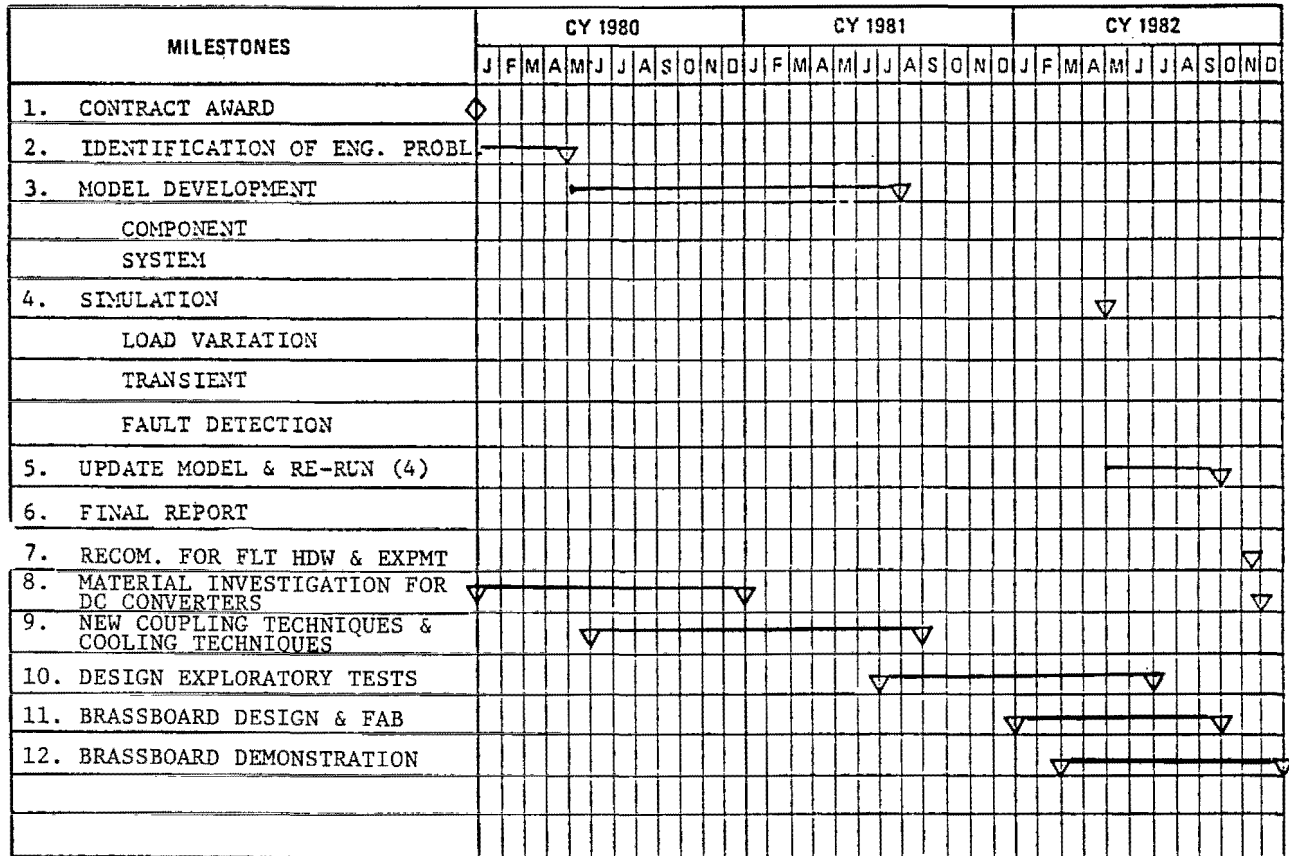 MILESTONES
CY 1980 CY 1981 CY 1982
J F M A M J J A S O N D J F M A M J J A S O N D J F M A M J J A S O N D
1. CONTRACT AWARD
2. IDENTIFICATION OF ENG. PROBL.
3. MODEL DEVELOPMENT
COMPONENT
SYSTEM
4. SIMULATION
LOAD VARIATION
TRANSIENT
FAULT DETECTION
5. UPDATE MODEL & RE-RUN (4)
6. FINAL REPORT
7. RECOM. FOR FLT HDW & EXPMT
8. MATERIAL INVESTIGATION FOR
DC CONVERTERS
9. NEW COUPLING TECHNIQUES &
COOLING TECHNIQUES
10. DESIGN EXPLORATORY TESTS
11. BRASSBOARD DESIGN & FAB
12. BRASSBOARD DEMONSTRATION